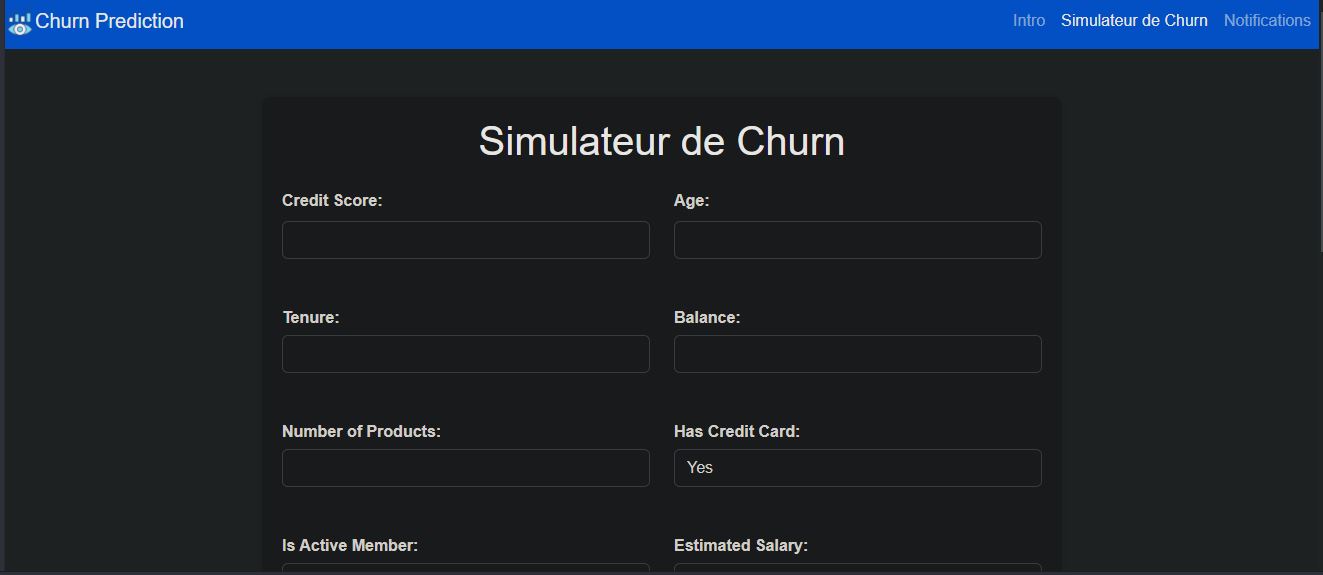 Churn Prediction Intro Simulateur de Churn Notifications
Simulateur de Churn
Credit Score: Age:
Tenure: Balance:
Number of Products: Has Credit Card:
Yes
Is Active Member: Estimated Salary: